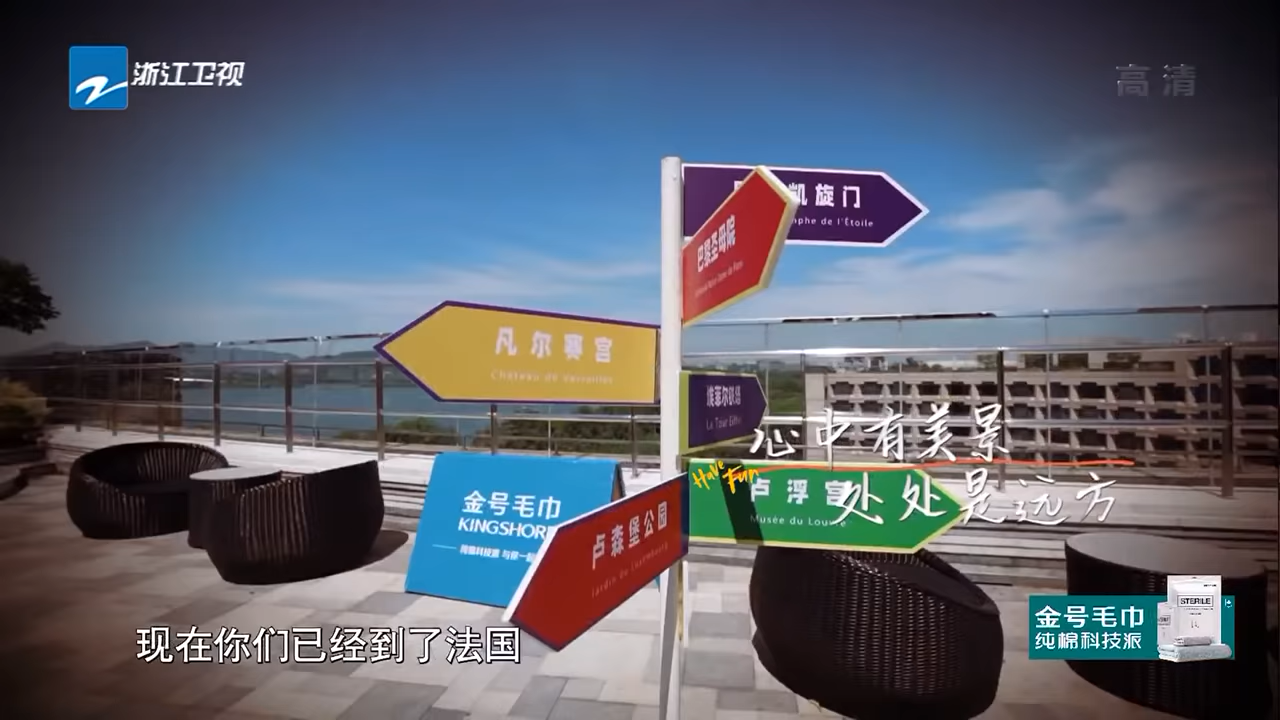 浙江卫视
高清
凯旋门
phe de l'Étoile
巴黎圣母院
凡尔赛宫
Château de Versailles
埃菲尔铁塔
La Tour Eiffel
心中有美景
Have Fun
处处是远方
卢浮宫
Musée du Louvre
金号毛巾
KINGSHORE
卢森堡公园
Jardin du Luxembourg
金号毛巾
纯棉科技派
STERILE
现在你们已经到了法国